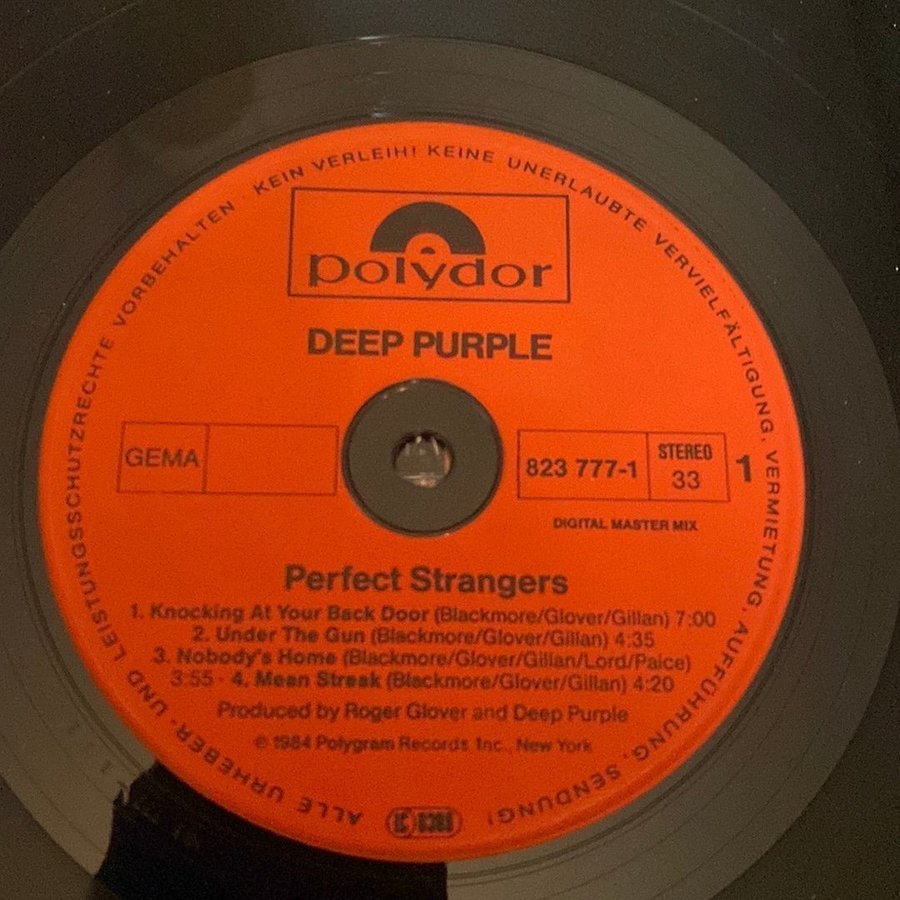 ALLE URHEBER- UND LEISTUNGSSCHUTZRECHTE VORBEHALTEN · KEIN VERLEIH! KEINE UNERLAUBTE VERVIELFÄLTIGUNG, VERMIETUNG, AUFFÜHRUNG, SENDUNG!
polydor
DEEP PURPLE
GEMA
823 777-1
STEREO
33
1
DIGITAL MASTER MIX
Perfect Strangers
1. Knocking At Your Back Door (Blackmore/Glover/Gillan) 7:00
2. Under The Gun (Blackmore/Glover/Gillan) 4:35
3. Nobody's Home (Blackmore/Glover/Gillan/Lord/Paice)
3:55 - 4. Mean Streak (Blackmore/Glover/Gillan) 4:20
Produced by Roger Glover and Deep Purple
℗ 1984 Polygram Records, Inc., New York